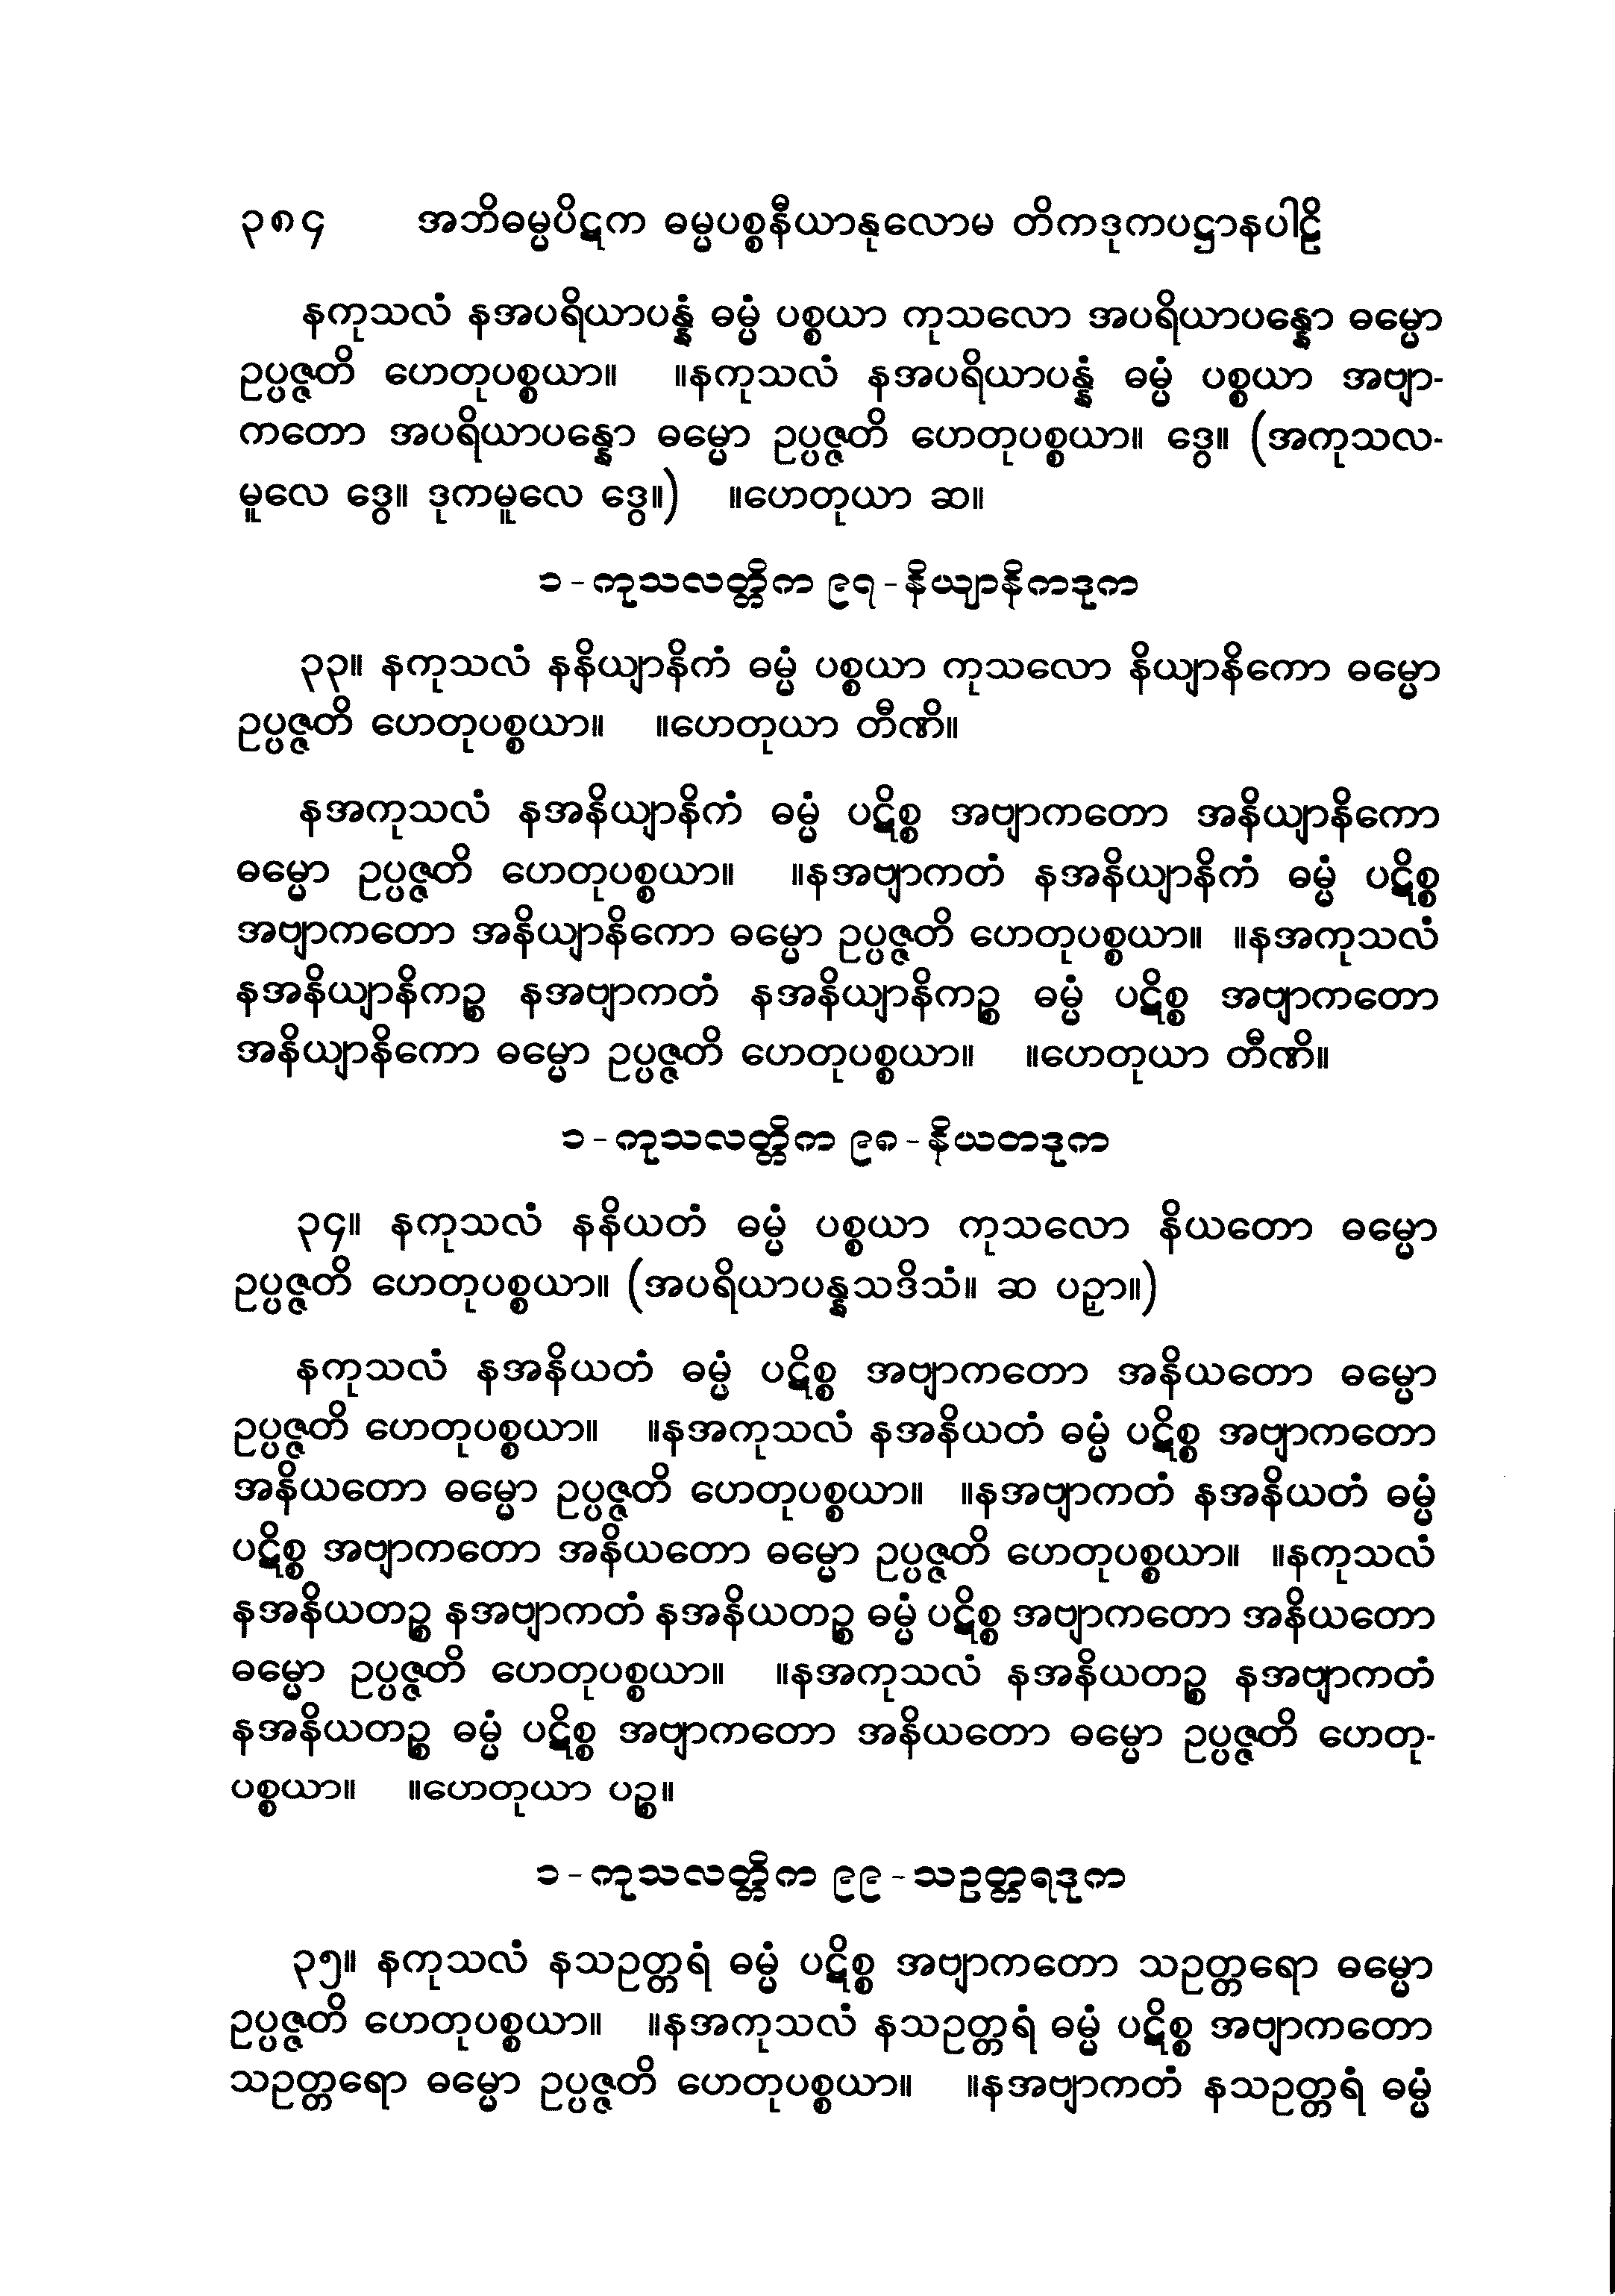 ၃၈၄ အဘိဓမ္မပိဋက ဓမ္မပစ္စနီယာနုလောမ တိကဒုကပဋ္ဌာနပါဠိ
နကုသလံ နအပရိယာပန္နံ ဓမ္မံ ပစ္စယာ ကုသလော အပရိယာပန္နော ဓမ္မော
ဥပ္ပဇ္ဇတိ ဟေတုပစ္စယာ။ ။နကုသလံ နအပရိယာပန္နံ ဓမ္မံ ပစ္စယာ အဗျာ-
ကတော အပရိယာပန္နော ဓမ္မော ဥပ္ပဇ္ဇတိ ဟေတုပစ္စယာ။ ဒွေ။ (အကုသလ-
မူလေ ဒွေ။ ဒုကမူလေ ဒွေ။) ။ဟေတုယာ ဆ။
၁-ကုသလတ္တိက ၉၇-နိယျာနိကဒုက
၃၃။ နကုသလံ နနိယျာနိကံ ဓမ္မံ ပစ္စယာ ကုသလော နိယျာနိကော ဓမ္မော
ဥပ္ပဇ္ဇတိ ဟေတုပစ္စယာ။ ။ဟေတုယာ တီဏိ။
နအကုသလံ နအနိယျာနိကံ ဓမ္မံ ပဋိစ္စ အဗျာကတော အနိယျာနိကော
ဓမ္မော ဥပ္ပဇ္ဇတိ ဟေတုပစ္စယာ။ ။နအဗျာကတံ နအနိယျာနိကံ ဓမ္မံ ပဋိစ္စ
အဗျာကတော အနိယျာနိကော ဓမ္မော ဥပ္ပဇ္ဇတိ ဟေတုပစ္စယာ။ ။နအကုသလံ
နအနိယျာနိကဉ္စ နအဗျာကတံ နအနိယျာနိကဉ္စ ဓမ္မံ ပဋိစ္စ အဗျာကတော
အနိယျာနိကော ဓမ္မော ဥပ္ပဇ္ဇတိ ဟေတုပစ္စယာ။ ။ဟေတုယာ တီဏိ။
၁-ကုသလတ္တိက ၉၈-နိယတဒုက
၃၄။ နကုသလံ နနိယတံ ဓမ္မံ ပစ္စယာ ကုသလော နိယတော ဓမ္မော
ဥပ္ပဇ္ဇတိ ဟေတုပစ္စယာ။ (အပရိယာပန္နသဒိသံ။ ဆ ပဉှာ။)
နကုသလံ နအနိယတံ ဓမ္မံ ပဋိစ္စ အဗျာကတော အနိယတော ဓမ္မော
ဥပ္ပဇ္ဇတိ ဟေတုပစ္စယာ။ ။နအကုသလံ နအနိယတံ ဓမ္မံ ပဋိစ္စ အဗျာကတော
အနိယတော ဓမ္မော ဥပ္ပဇ္ဇတိ ဟေတုပစ္စယာ။ ။နအဗျာကတံ နအနိယတံ ဓမ္မံ
ပဋိစ္စ အဗျာကတော အနိယတော ဓမ္မော ဥပ္ပဇ္ဇတိ ဟေတုပစ္စယာ။ ။နကုသလံ
နအနိယတဉ္စ နအဗျာကတံ နအနိယတဉ္စ ဓမ္မံ ပဋိစ္စ အဗျာကတော အနိယတော
ဓမ္မော ဥပ္ပဇ္ဇတိ ဟေတုပစ္စယာ။ ။နအကုသလံ နအနိယတဉ္စ နအဗျာကတံ
နအနိယတဉ္စ ဓမ္မံ ပဋိစ္စ အဗျာကတော အနိယတော ဓမ္မော ဥပ္ပဇ္ဇတိ ဟေတု-
ပစ္စယာ။ ။ဟေတုယာ ပဉ္စ။
၁-ကုသလတ္တိက ၉၉-သဥတ္တရဒုက
၃၅။ နကုသလံ နသဥတ္တရံ ဓမ္မံ ပဋိစ္စ အဗျာကတော သဥတ္တရော ဓမ္မော
ဥပ္ပဇ္ဇတိ ဟေတုပစ္စယာ။ ။နအကုသလံ နသဥတ္တရံ ဓမ္မံ ပဋိစ္စ အဗျာကတော
သဥတ္တရော ဓမ္မော ဥပ္ပဇ္ဇတိ ဟေတုပစ္စယာ။ ။နအဗျာကတံ နသဥတ္တရံ ဓမ္မံ